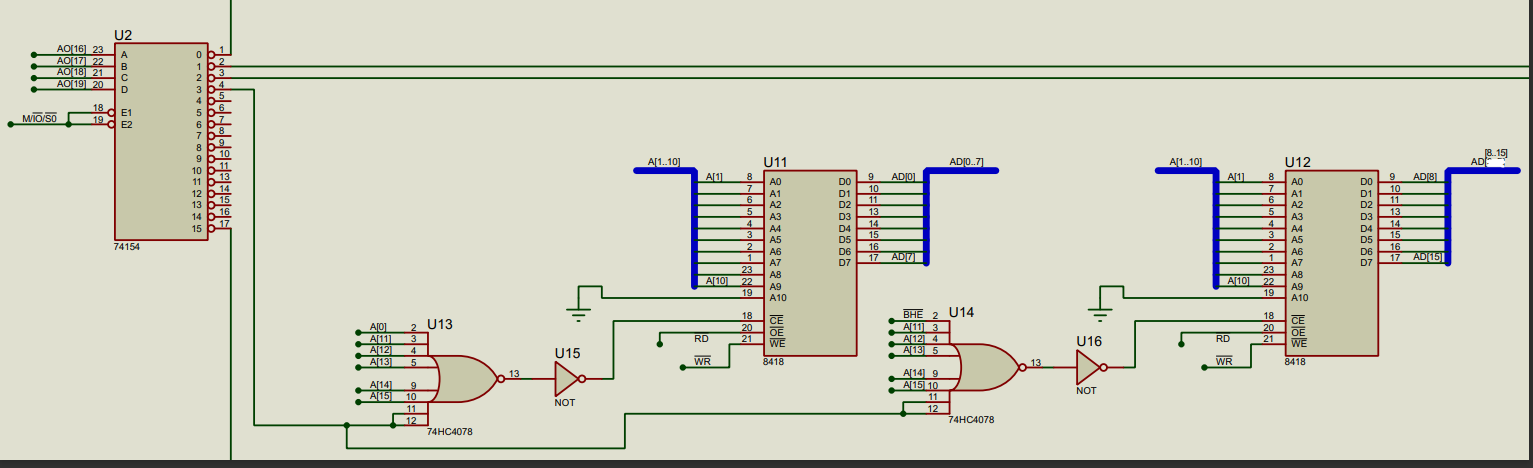 U2
AO[16] 23 A 0 1
AO[17] 22 B 1 2
AO[18] 21 C 2 3
AO[19] 20 D 3 4
4 5
M/IO/S0 18 E1 5 6
19 E2 6 7
7 8
8 9
9 10
10 11
11 13
12 14
13 15
14 16
15 17
74154
A[1..10] U11 AD[0..7]
A[1] 8 A0 D0 9 AD[0]
7 A1 D1 10
6 A2 D2 11
5 A3 D3 13
4 A4 D4 14
3 A5 D5 15
2 A6 D6 16
1 A7 D7 17 AD[7]
23 A8
A[10] 22 A9
19 A10
18 CE
RD 20 OE
WR 21 WE
8418
[8..15]
A[1..10] U12 AD
A[1] 8 A0 D0 9 AD[8]
7 A1 D1 10
6 A2 D2 11
5 A3 D3 13
4 A4 D4 14
3 A5 D5 15
2 A6 D6 16
1 A7 D7 17 AD[15]
23 A8
A[10] 22 A9
19 A10
18 CE
RD 20 OE
WR 21 WE
8418
U13
A[0] 2
A[11] 3
A[12] 4
A[13] 5
A[14] 9
A[15] 10
11
12
13
74HC4078
U15
NOT
U14
BHE 2
A[11] 3
A[12] 4
A[13] 5
A[14] 9
A[15] 10
11
12
13
74HC4078
U16
NOT